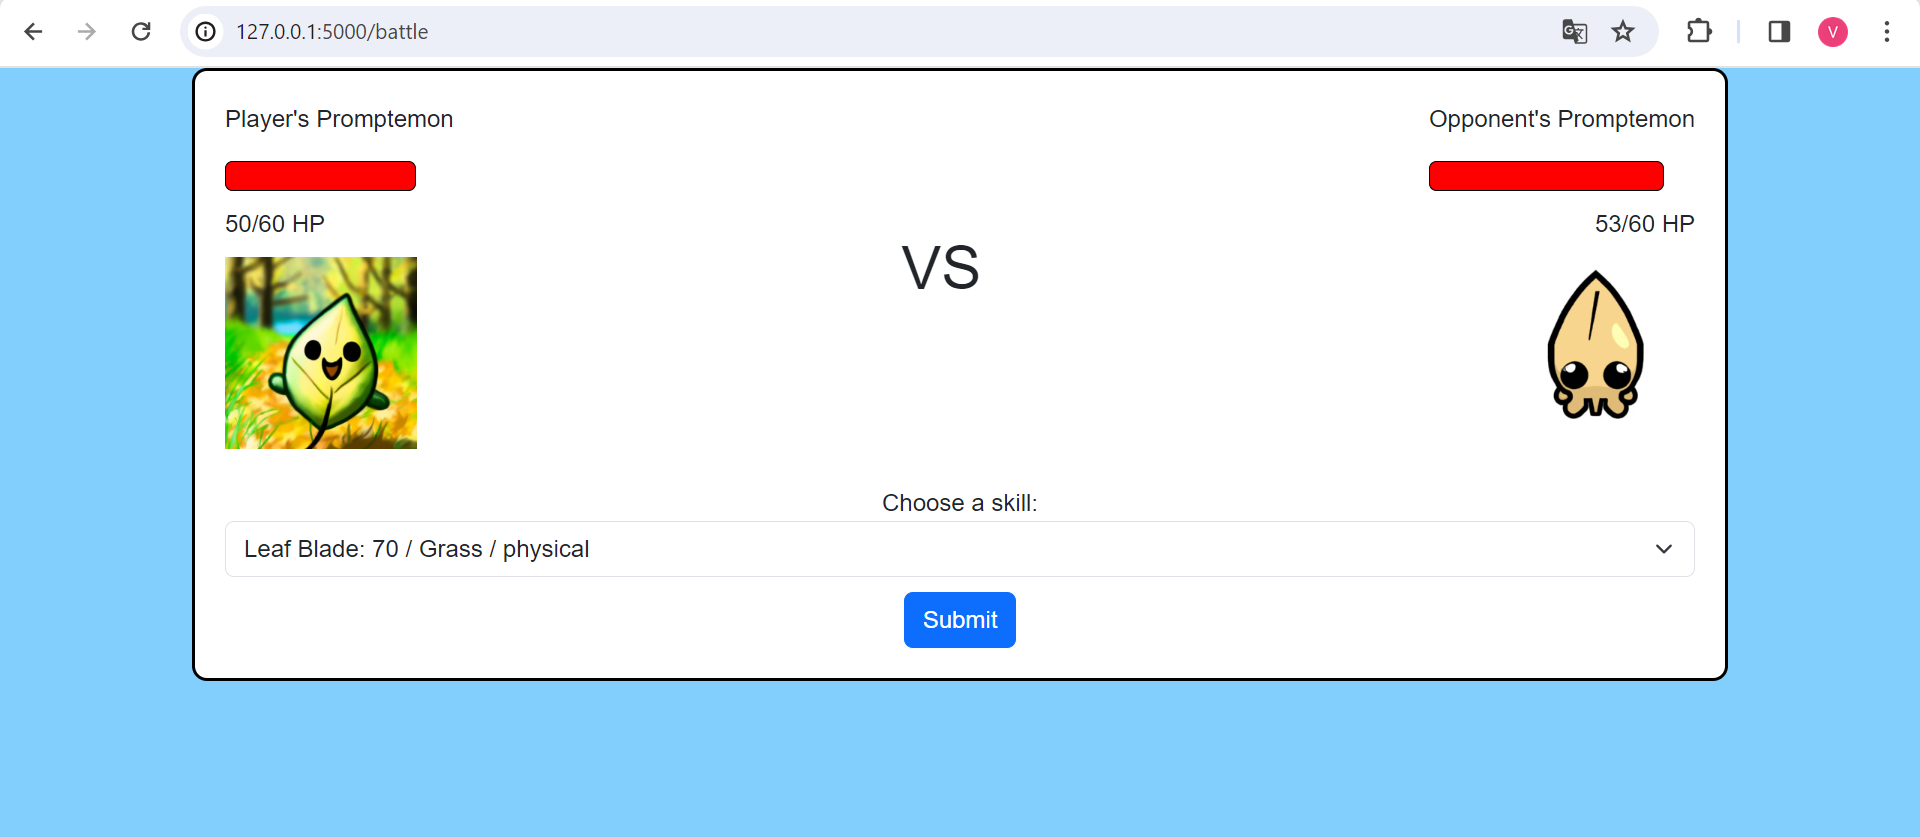 127.0.0.1:5000/battle
V
Player's Promptemon
Opponent's Promptemon
50/60 HP
53/60 HP
VS
Choose a skill:
Leaf Blade: 70 / Grass / physical
Submit